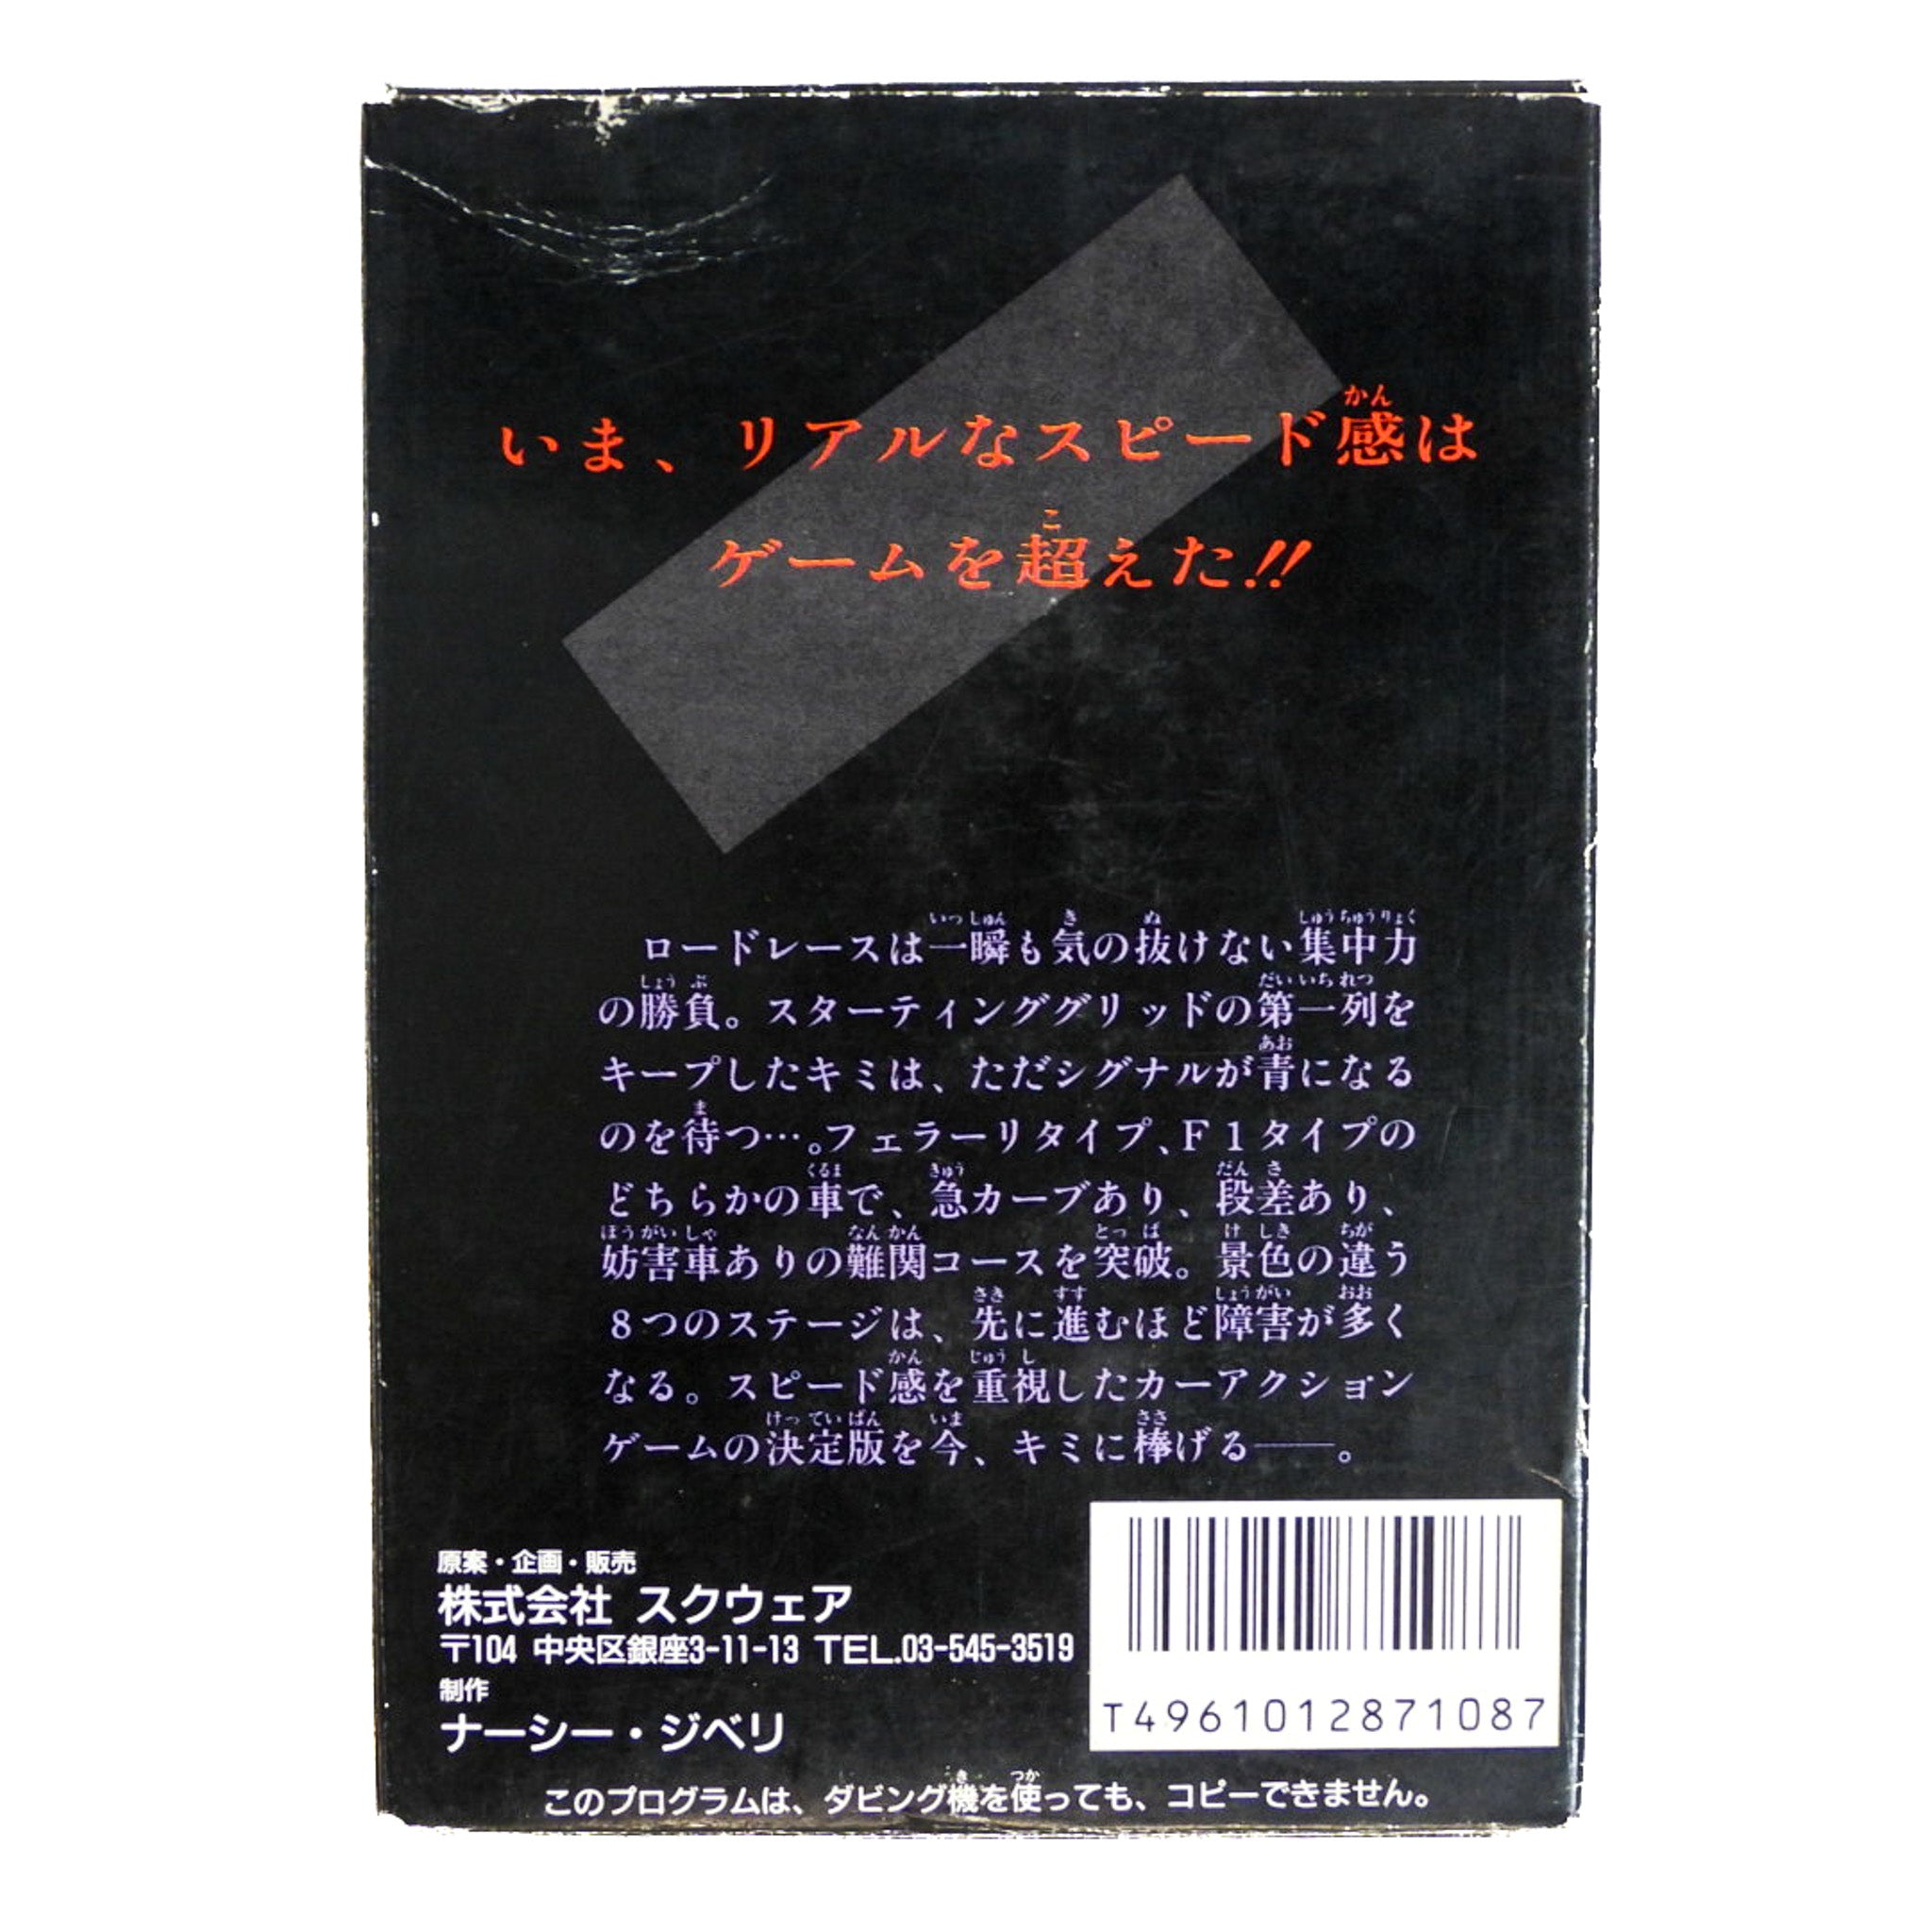 いま、リアルなスピード感は
ゲームを超えた!!
ロードレースは一瞬も気の抜けない集中力
の勝負。スターティンググリッドの第一列を
キープしたキミは、ただシグナルが青になる
のを待つ…。フェラーリタイプ、F1タイプの
どちらかの車で、急カーブあり、段差あり、
妨害車ありの難関コースを突破。景色の違う
8つのステージは、先に進むほど障害が多く
なる。スピード感を重視したカーアクション
ゲームの決定版を今、キミに捧げる——。
原案・企画・販売
株式会社 スクウェア
〒104 中央区銀座3-11-13 TEL.03-545-3519
制作
ナーシー・ジベリ
T4961012871087
このプログラムは、ダビング機を使っても、コピーできません。